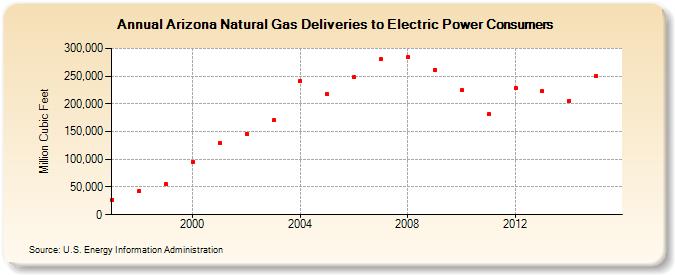 Annual Arizona Natural Gas Deliveries to Electric Power Consumers
Million Cubic Feet
300,000
250,000
200,000
150,000
100,000
50,000
0
2000 2004 2008 2012
Source: U.S. Energy Information Administration